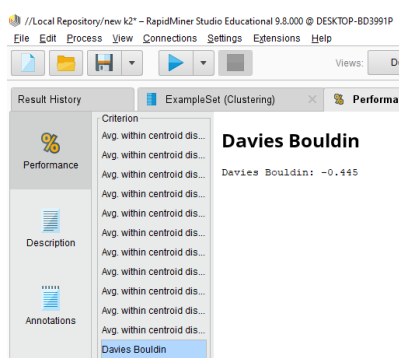 //Local Repository/new k2* – RapidMiner Studio Educational 9.8.000 @ DESKTOP-BD3991P
File Edit Process View Connections Settings Extensions Help
Views: D
Result History ExampleSet (Clustering) Performa
Criterion
Performance
Description
Annotations
Avg. within centroid dis...
Avg. within centroid dis...
Avg. within centroid dis...
Avg. within centroid dis...
Avg. within centroid dis...
Avg. within centroid dis...
Avg. within centroid dis...
Avg. within centroid dis...
Avg. within centroid dis...
Avg. within centroid dis...
Avg. within centroid dis...
Davies Bouldin
Davies Bouldin
Davies Bouldin: -0.445